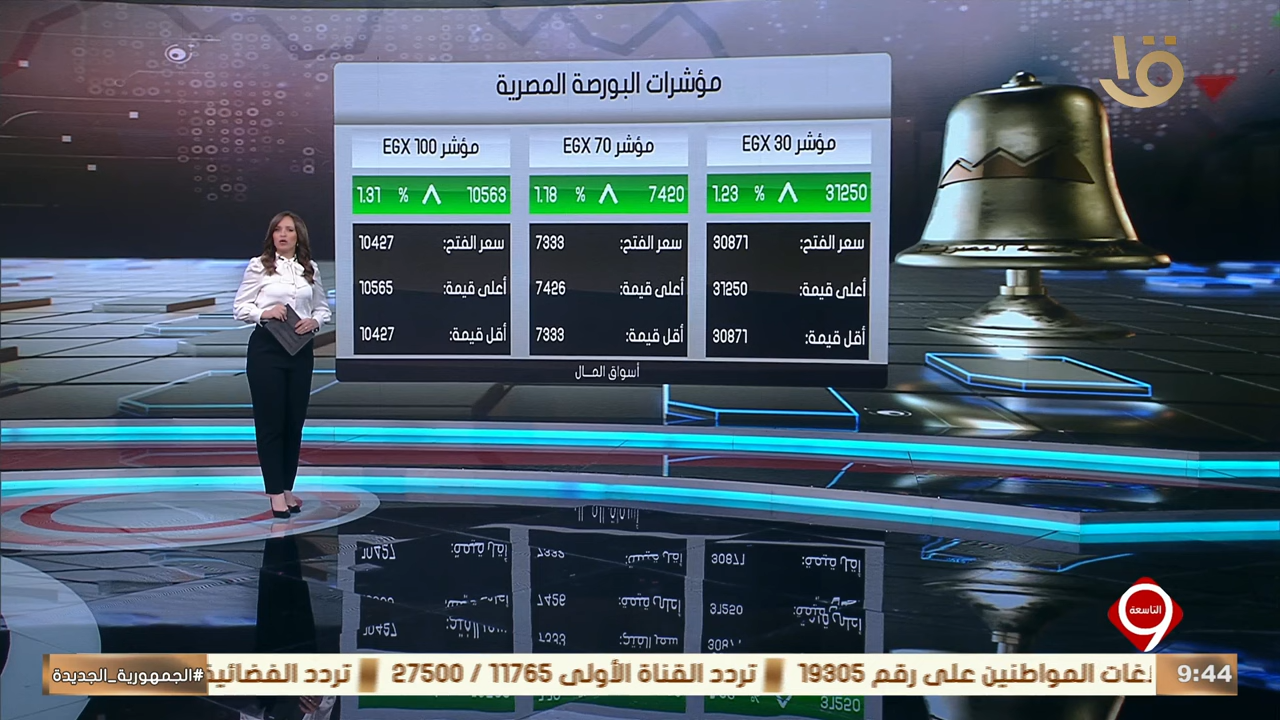 مؤشرات البورصة المصرية
مؤشر EGX 30
31250 % 1.23
سعر الفتح: 30871
أعلى قيمة: 31250
أقل قيمة: 30871
مؤشر EGX 70
7420 % 1.18
سعر الفتح: 7333
أعلى قيمة: 7426
أقل قيمة: 7333
مؤشر EGX 100
10563 % 1.31
سعر الفتح: 10427
أعلى قيمة: 10565
أقل قيمة: 10427
أسواق المـال
التاسعة
9
9:44
المواطنين على رقم 19305 تردد القناة الأولى 11765 / 27500 تردد الفضائية
#الجمهورية_الجديدة